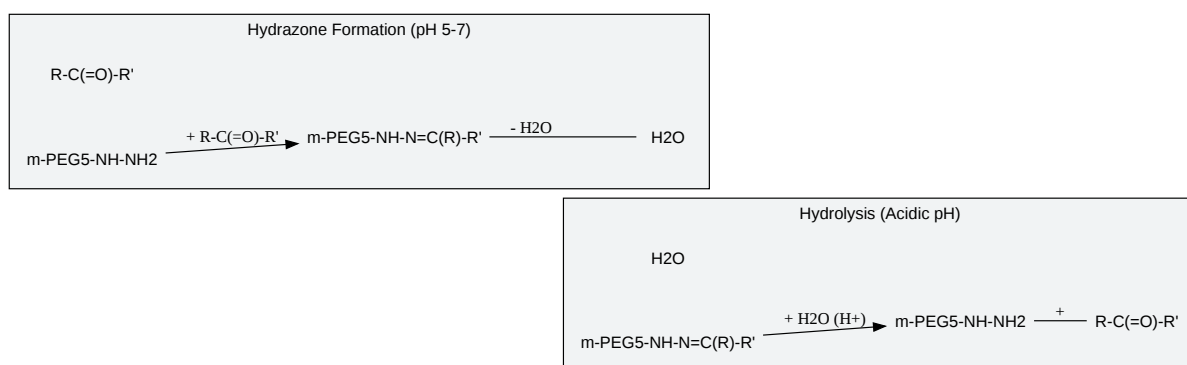 Hydrazone Formation (pH 5-7)
R-C(=O)-R'
m-PEG5-NH-NH2
+ R-C(=O)-R'
m-PEG5-NH-N=C(R)-R'
- H2O
H2O
Hydrolysis (Acidic pH)
H2O
m-PEG5-NH-N=C(R)-R'
+ H2O (H+)
m-PEG5-NH-NH2
+
R-C(=O)-R'